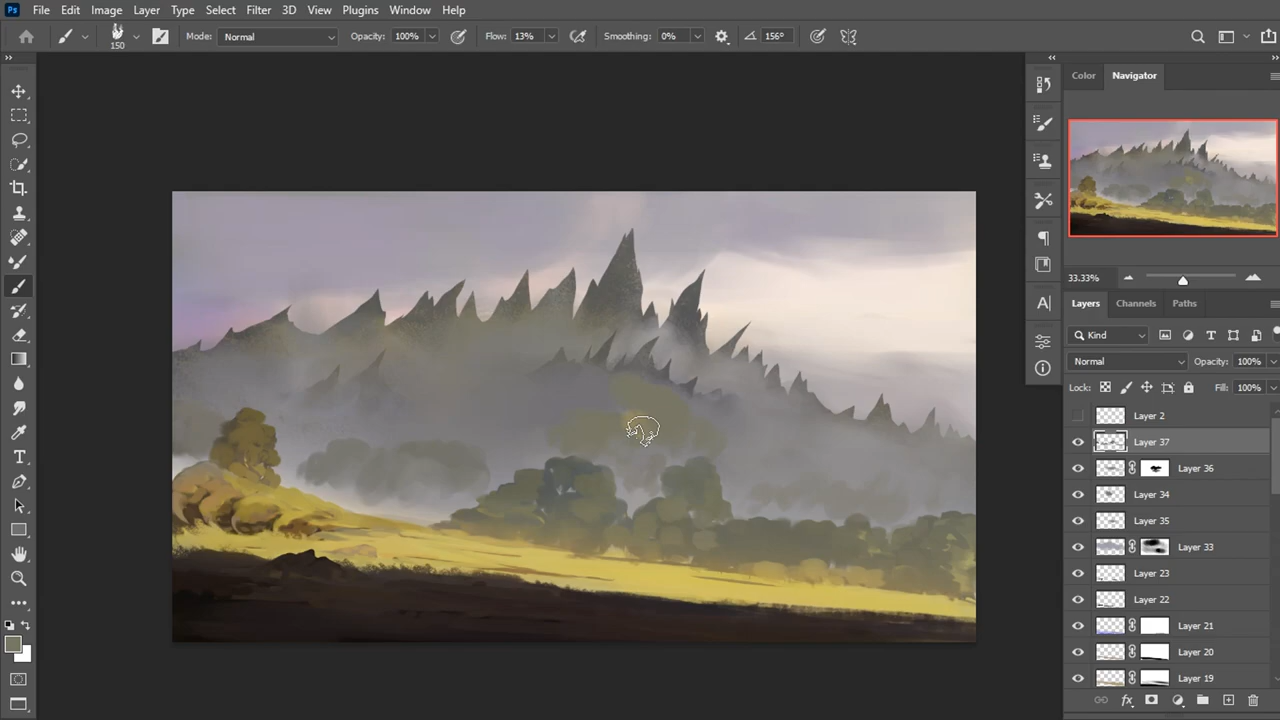 Ps File Edit Image Layer Type Select Filter 3D View Plugins Window Help
150 Mode: Normal Opacity: 100% Flow: 13% Smoothing: 0% 156°
Color Navigator
33.33%
Layers Channels Paths
Kind
Normal Opacity: 100%
Lock: Fill: 100%
Layer 2
Layer 37
Layer 36
Layer 34
Layer 35
Layer 33
Layer 23
Layer 22
Layer 21
Layer 20
Layer 19